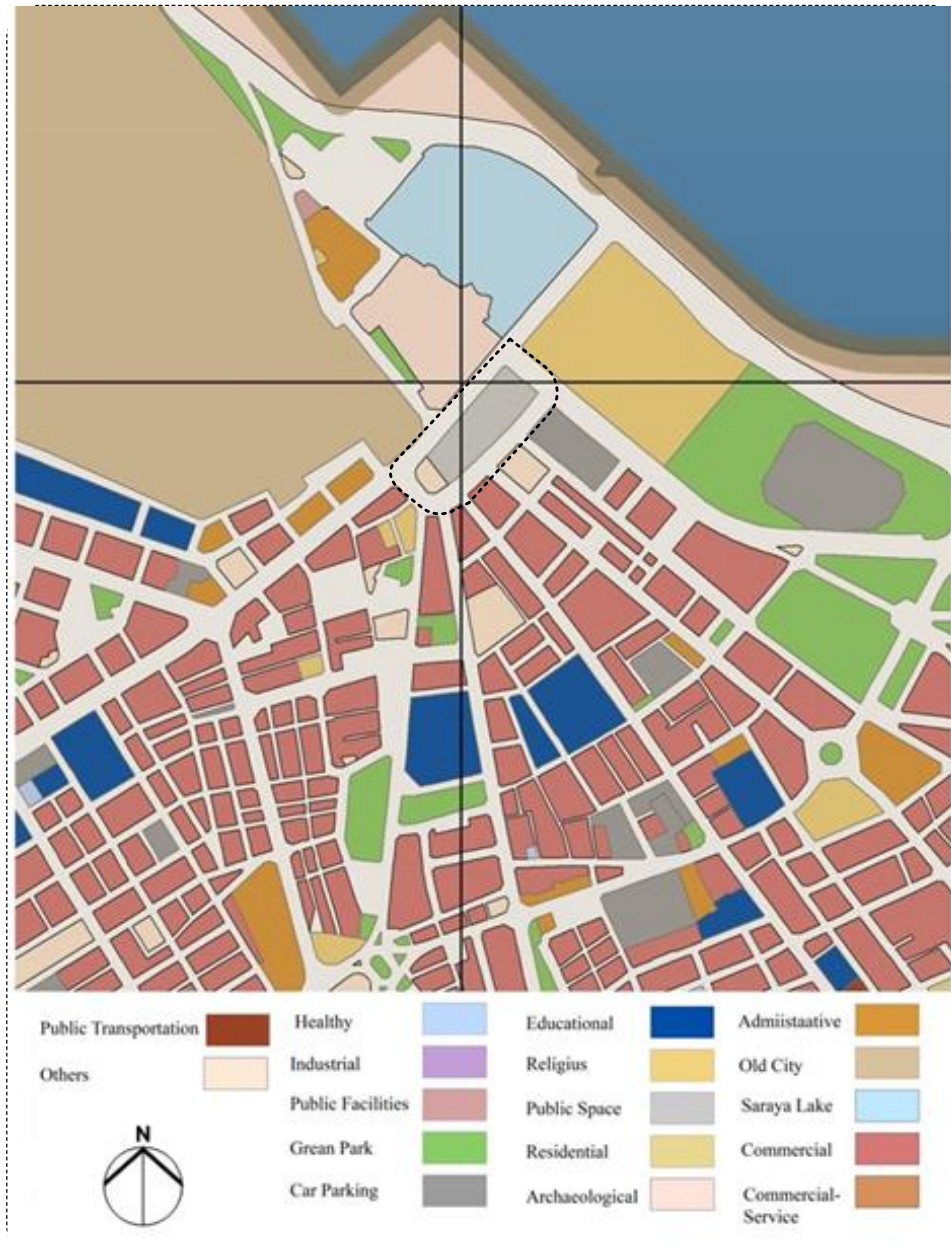 Public Transportation
Others
N
Healthy
Industrial
Public Facilities
Grean Park
Car Parking
Educational
Religius
Public Space
Residential
Archaeological
Admiistaative
Old City
Saraya Lake
Commercial
Commercial-
Service